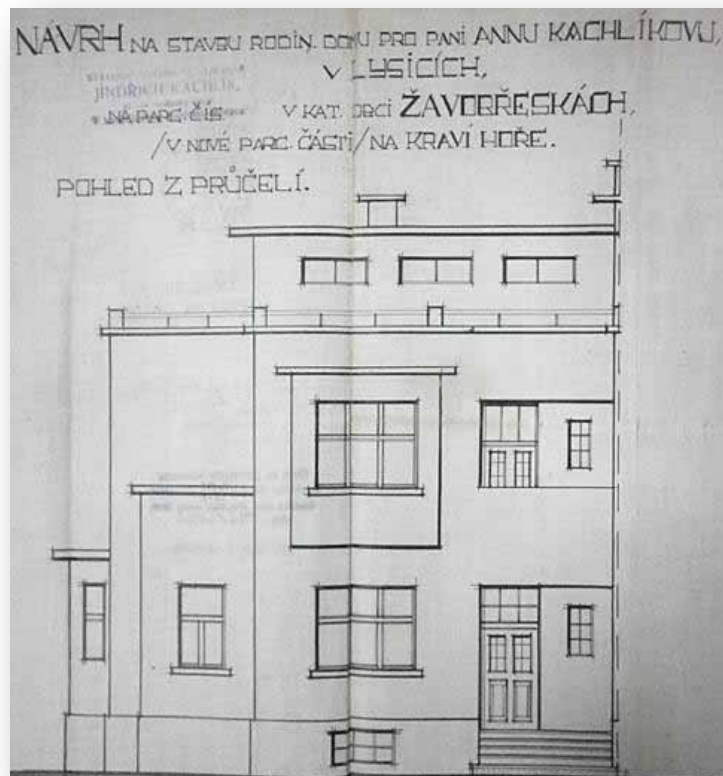 NÁVRH NA STAVBU RODIN. DOMU PRO PANÍ ANNU KACHLÍKOVU,
V LYSICÍCH,
JINDŘICH KACHLÍK,
NA PARC. ČÍS. V KAT. OBCI ŽAVOBŘESKÁCH,
/V NOVÉ PARC. ČÁSTI/ NA KRAVÍ HOŘE.
POHLED Z PRŮČELÍ.